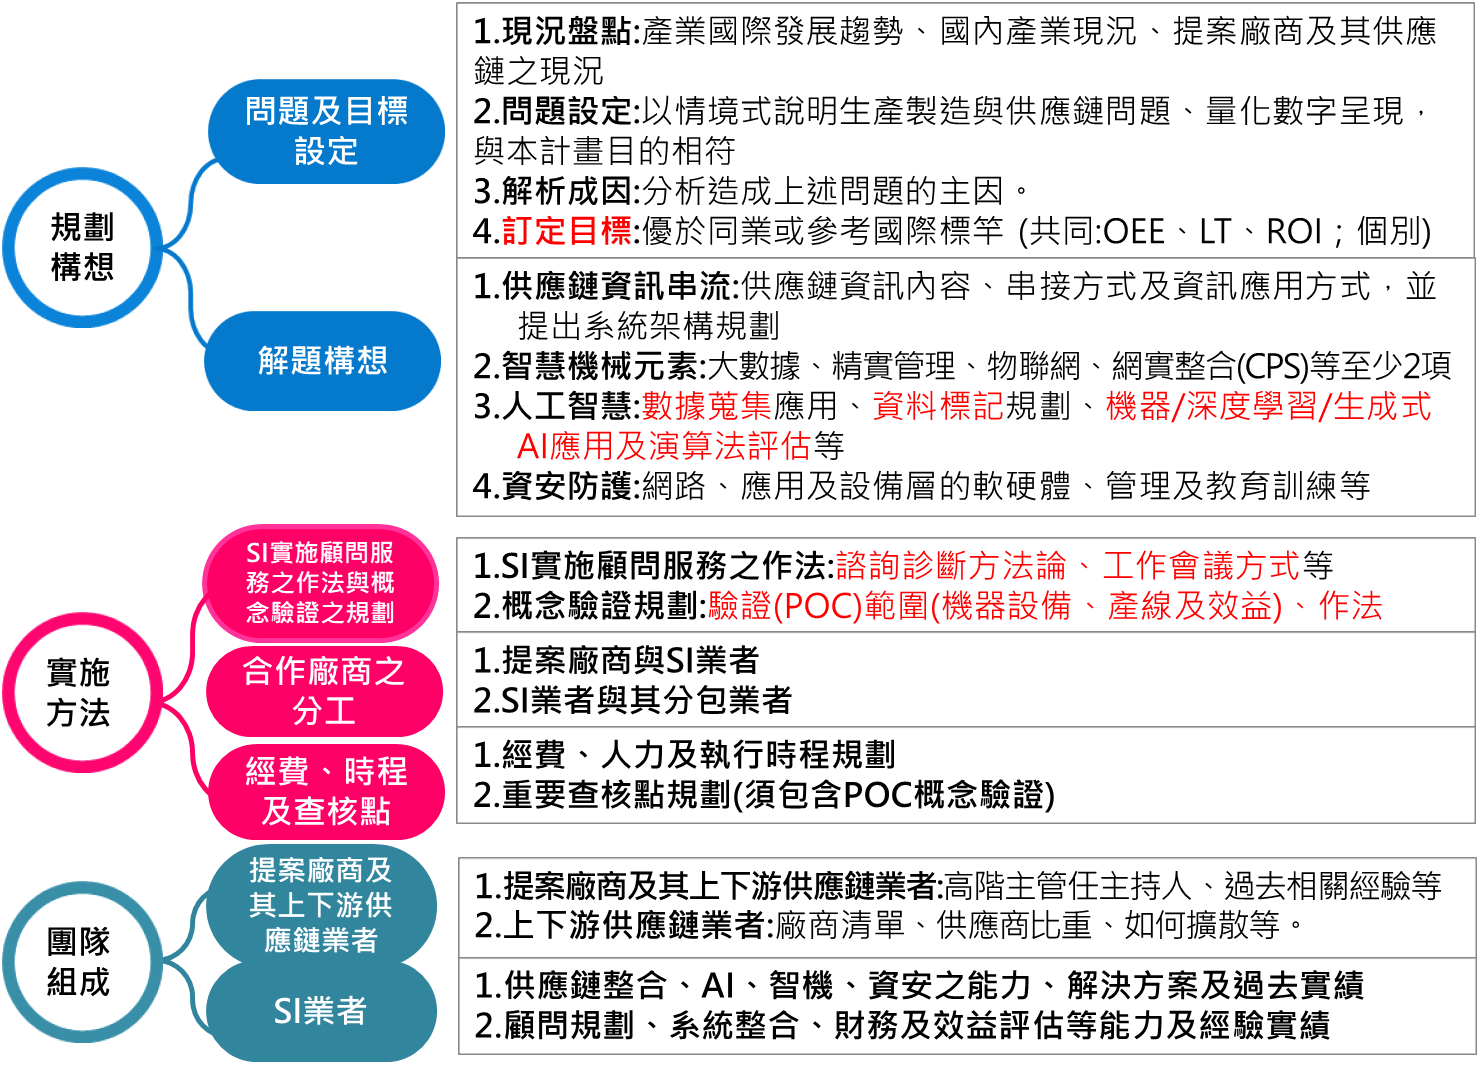 規劃
構想
問題及目標
設定
1.現況盤點:產業國際發展趨勢、國內產業現況、提案廠商及其供應
鏈之現況
2.問題設定:以情境式說明生產製造與供應鏈問題、量化數字呈現，
與本計畫目的相符
3.解析成因:分析造成上述問題的主因。
4.訂定目標:優於同業或參考國際標竿 (共同:OEE、LT、ROI；個別)
解題構想
1.供應鏈資訊串流:供應鏈資訊內容、串接方式及資訊應用方式，並
提出系統架構規劃
2.智慧機械元素:大數據、精實管理、物聯網、網實整合(CPS)等至少2項
3.人工智慧:數據蒐集應用、資料標記規劃、機器/深度學習/生成式
AI應用及演算法評估等
4.資安防護:網路、應用及設備層的軟硬體、管理及教育訓練等
實施
方法
SI實施顧問服
務之作法與概
念驗證之規劃
1.SI實施顧問服務之作法:諮詢診斷方法論、工作會議方式等
2.概念驗證規劃:驗證(POC)範圍(機器設備、產線及效益)、作法
合作廠商之
分工
1.提案廠商與SI業者
2.SI業者與其分包業者
經費、時程
及查核點
1.經費、人力及執行時程規劃
2.重要查核點規劃(須包含POC概念驗證)
團隊
組成
提案廠商及
其上下游供
應鏈業者
1.提案廠商及其上下游供應鏈業者:高階主管任主持人、過去相關經驗等
2.上下游供應鏈業者:廠商清單、供應商比重、如何擴散等。
SI業者
1.供應鏈整合、AI、智機、資安之能力、解決方案及過去實績
2.顧問規劃、系統整合、財務及效益評估等能力及經驗實績